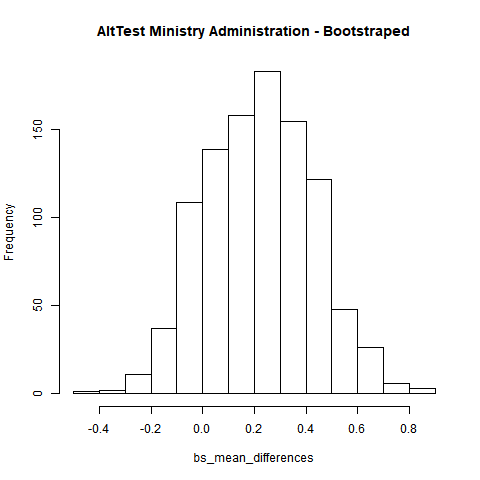 AltTest Ministry Administration - Bootstraped
Frequency
150
100
50
0
-0.4 -0.2 0.0 0.2 0.4 0.6 0.8
bs_mean_differences